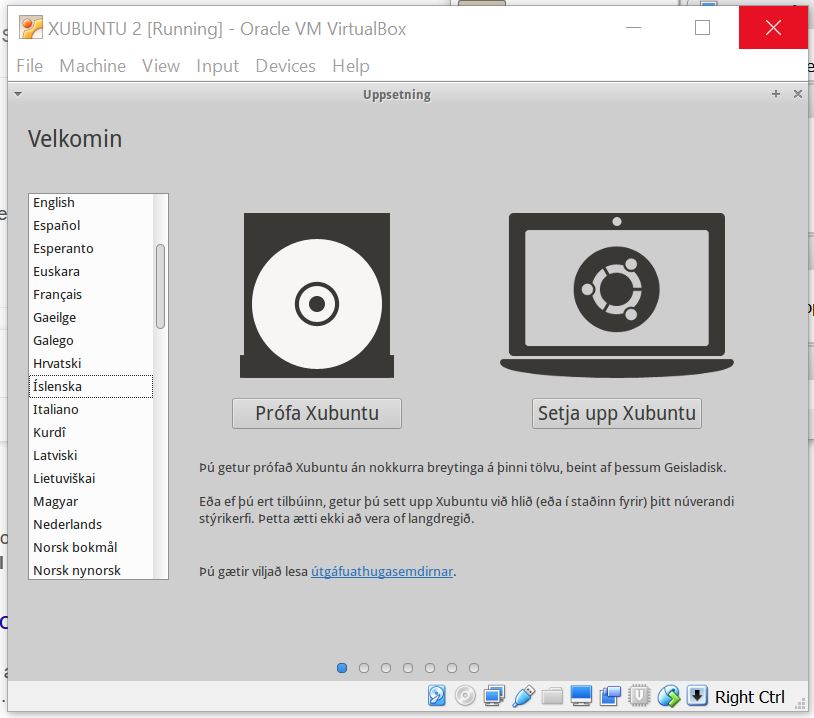 XUBUNTU 2 [Running] - Oracle VM VirtualBox
File Machine View Input Devices Help
Uppsetning
Velkomin
English
Español
Esperanto
Euskara
Français
Gaeilge
Galego
Hrvatski
Íslenska
Italiano
Kurdî
Latviski
Lietuviškai
Magyar
Nederlands
Norsk bokmål
Norsk nynorsk
Prófa Xubuntu
Setja upp Xubuntu
Þú getur prófað Xubuntu án nokkurra breytinga á þinni tölvu, beint af þessum Geisladisk.
Eða ef þú ert tilbúinn, getur þú sett upp Xubuntu við hlið (eða í staðinn fyrir) þitt núverandi
stýrikerfi. Þetta ætti ekki að vera of langdregið.
Þú gætir viljað lesa útgáfuathugasemdirnar.
Right Ctrl